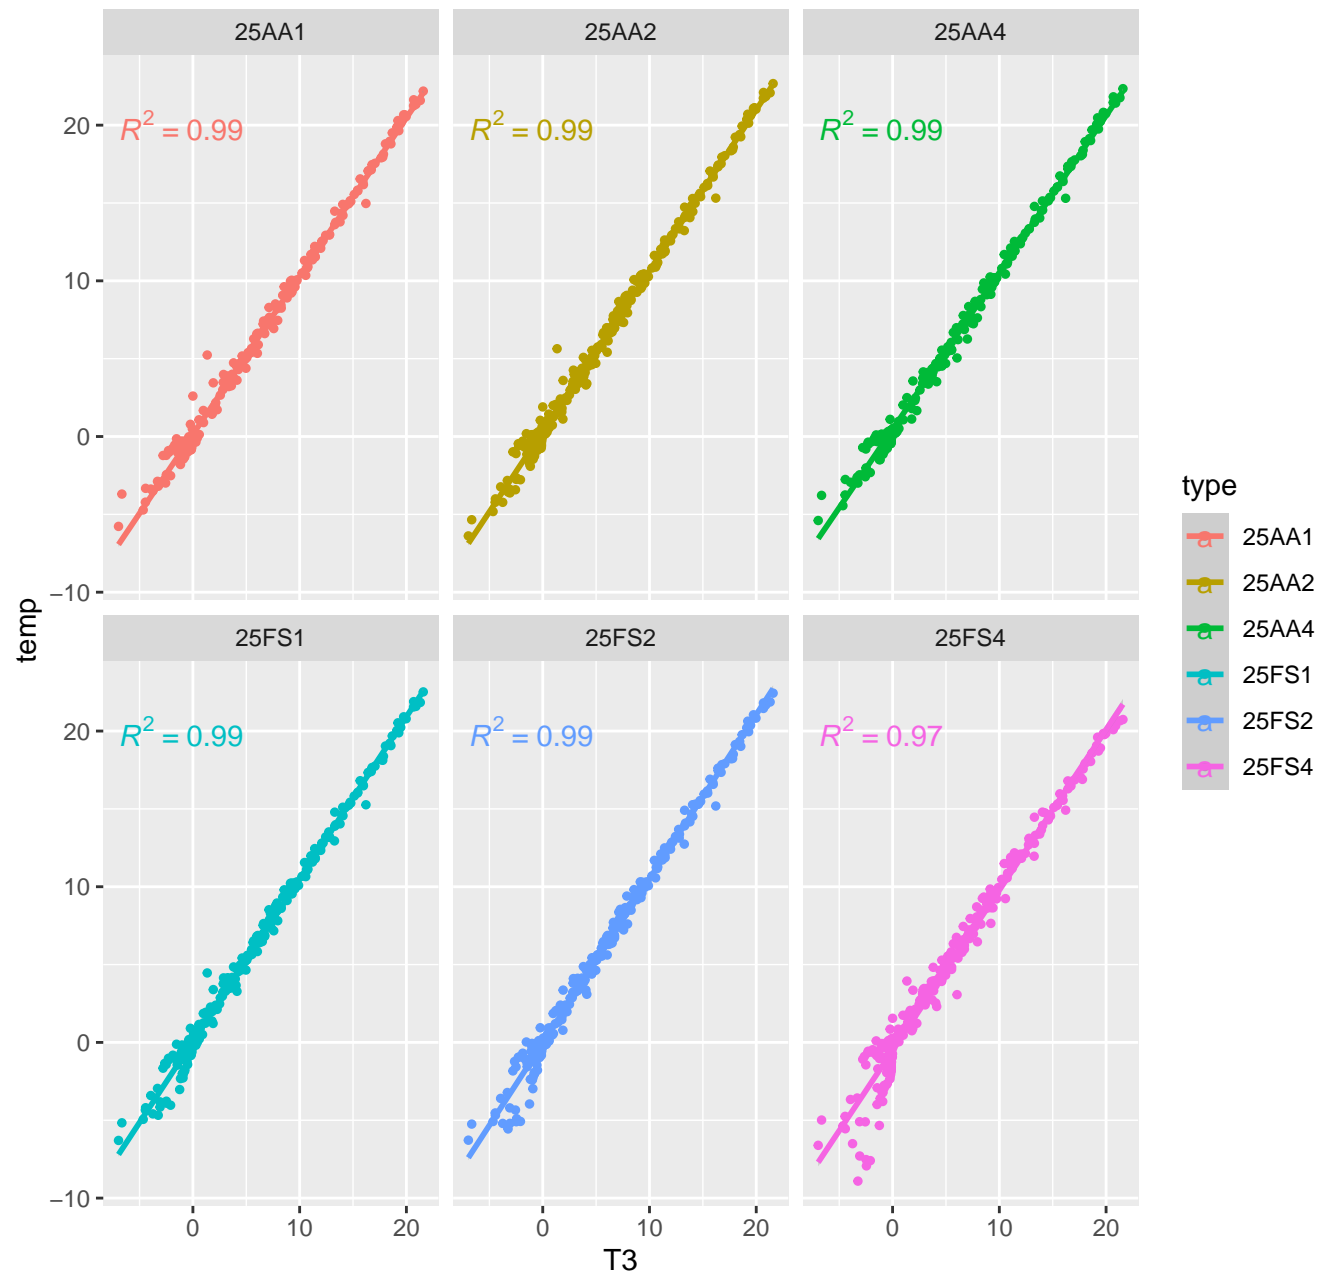 25AA1 25AA2 25AA4
R² = 0.99 R² = 0.99 R² = 0.99
20
10
0
−10
25FS1 25FS2 25FS4
R² = 0.99 R² = 0.99 R² = 0.97
20
10
0
−10
0 10 20 0 10 20 0 10 20
T3
temp
type
a 25AA1
a 25AA2
a 25AA4
a 25FS1
a 25FS2
a 25FS4